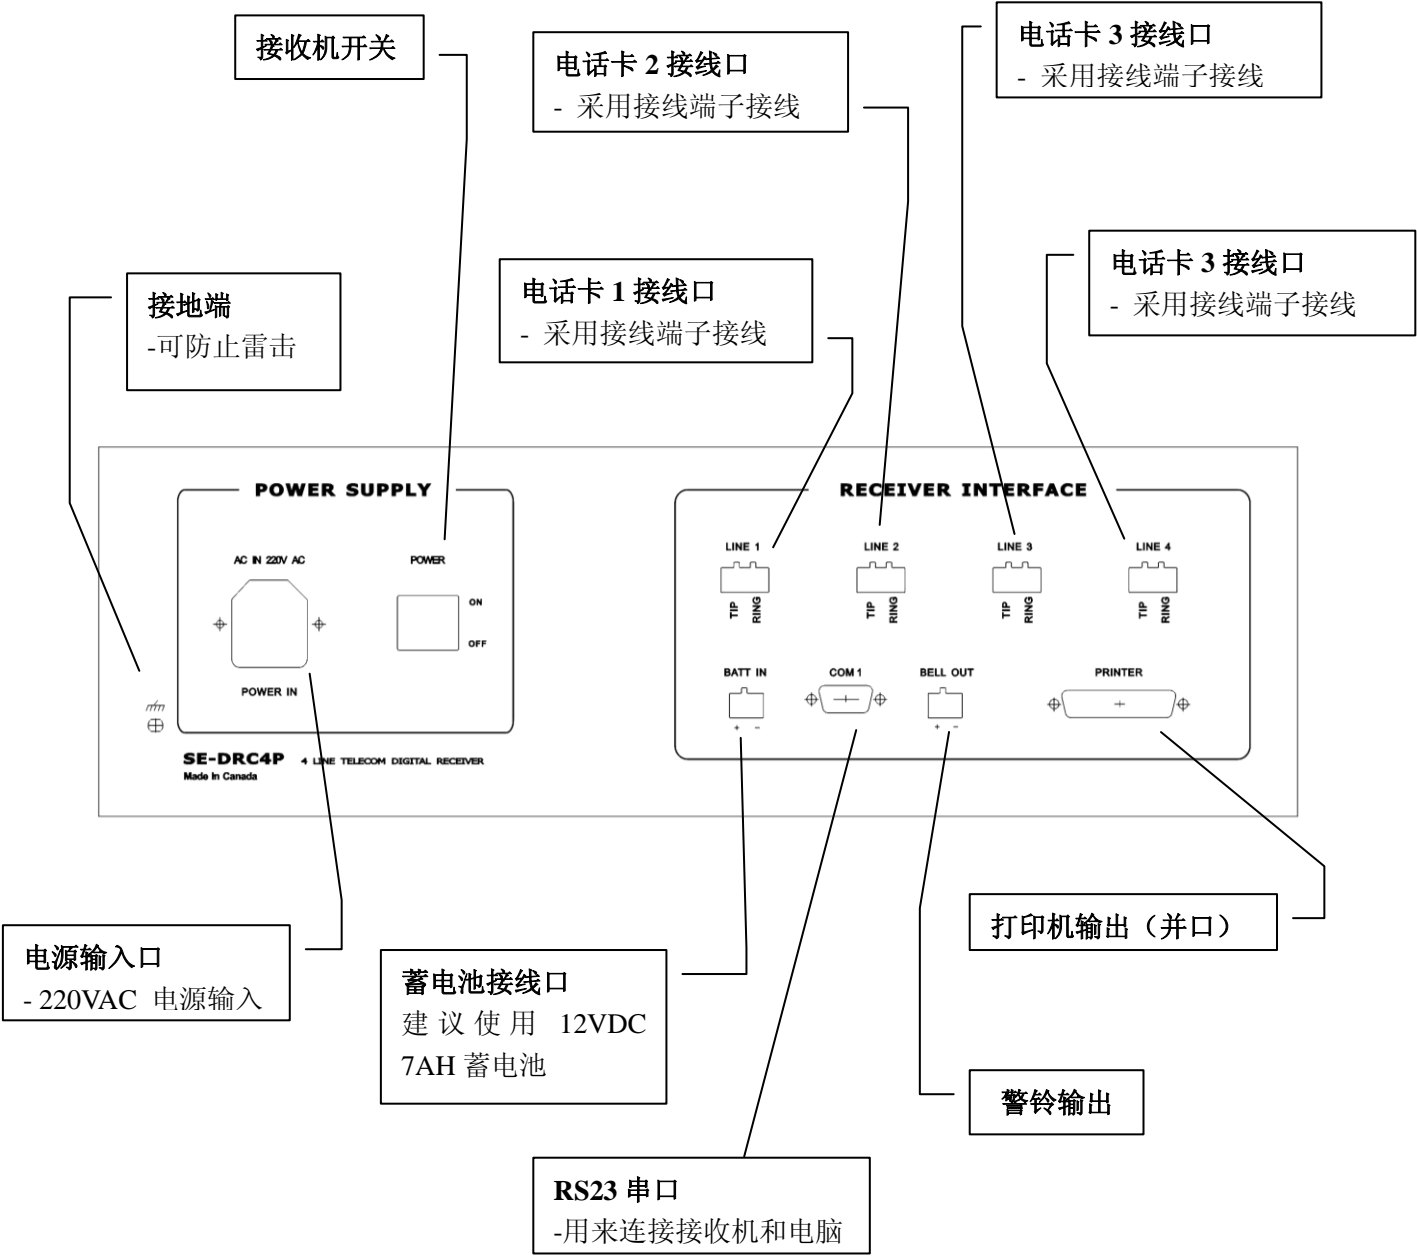 接收机开关
电话卡 2 接线口
- 采用接线端子接线
电话卡 3 接线口
- 采用接线端子接线
接地端
-可防止雷击
电话卡 1 接线口
- 采用接线端子接线
电话卡 3 接线口
- 采用接线端子接线
POWER SUPPLY
AC IN 220V AC
POWER
ON
OFF
POWER IN
SE-DRC4P 4 LINE TELECOM DIGITAL RECEIVER
Made In Canada
RECEIVER INTERFACE
LINE 1
LINE 2
LINE 3
LINE 4
TIP
RING
TIP
RING
TIP
RING
TIP
RING
BATT IN
COM 1
BELL OUT
PRINTER
+ −
+ −
电源输入口
- 220VAC 电源输入
蓄电池接线口
建议使用 12VDC
7AH 蓄电池
打印机输出（并口）
警铃输出
RS23 串口
-用来连接接收机和电脑